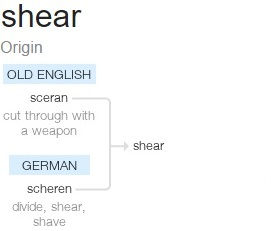 shear
Origin
OLD ENGLISH
sceran
cut through with
a weapon
shear
GERMAN
scheren
divide, shear,
shave